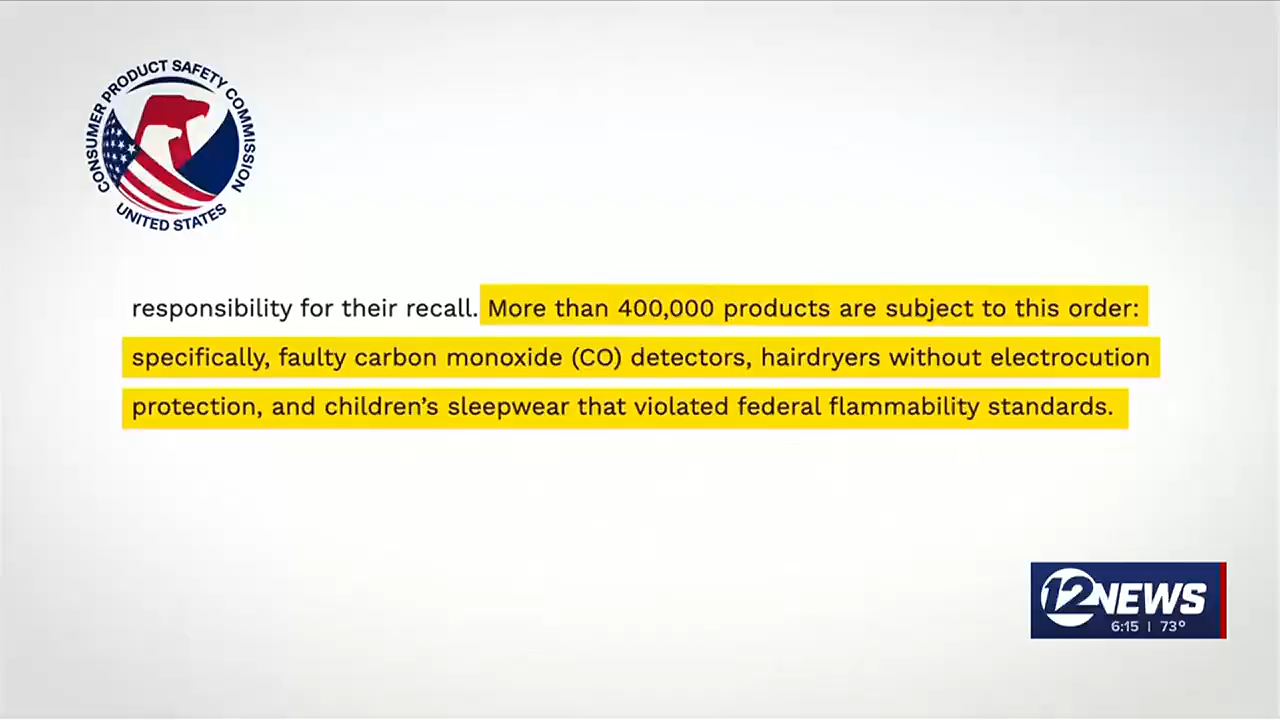 CONSUMER PRODUCT SAFETY COMMISSION
UNITED STATES
responsibility for their recall. More than 400,000 products are subject to this order:
specifically, faulty carbon monoxide (CO) detectors, hairdryers without electrocution
protection, and children’s sleepwear that violated federal flammability standards.
12 NEWS
6:15 | 73°